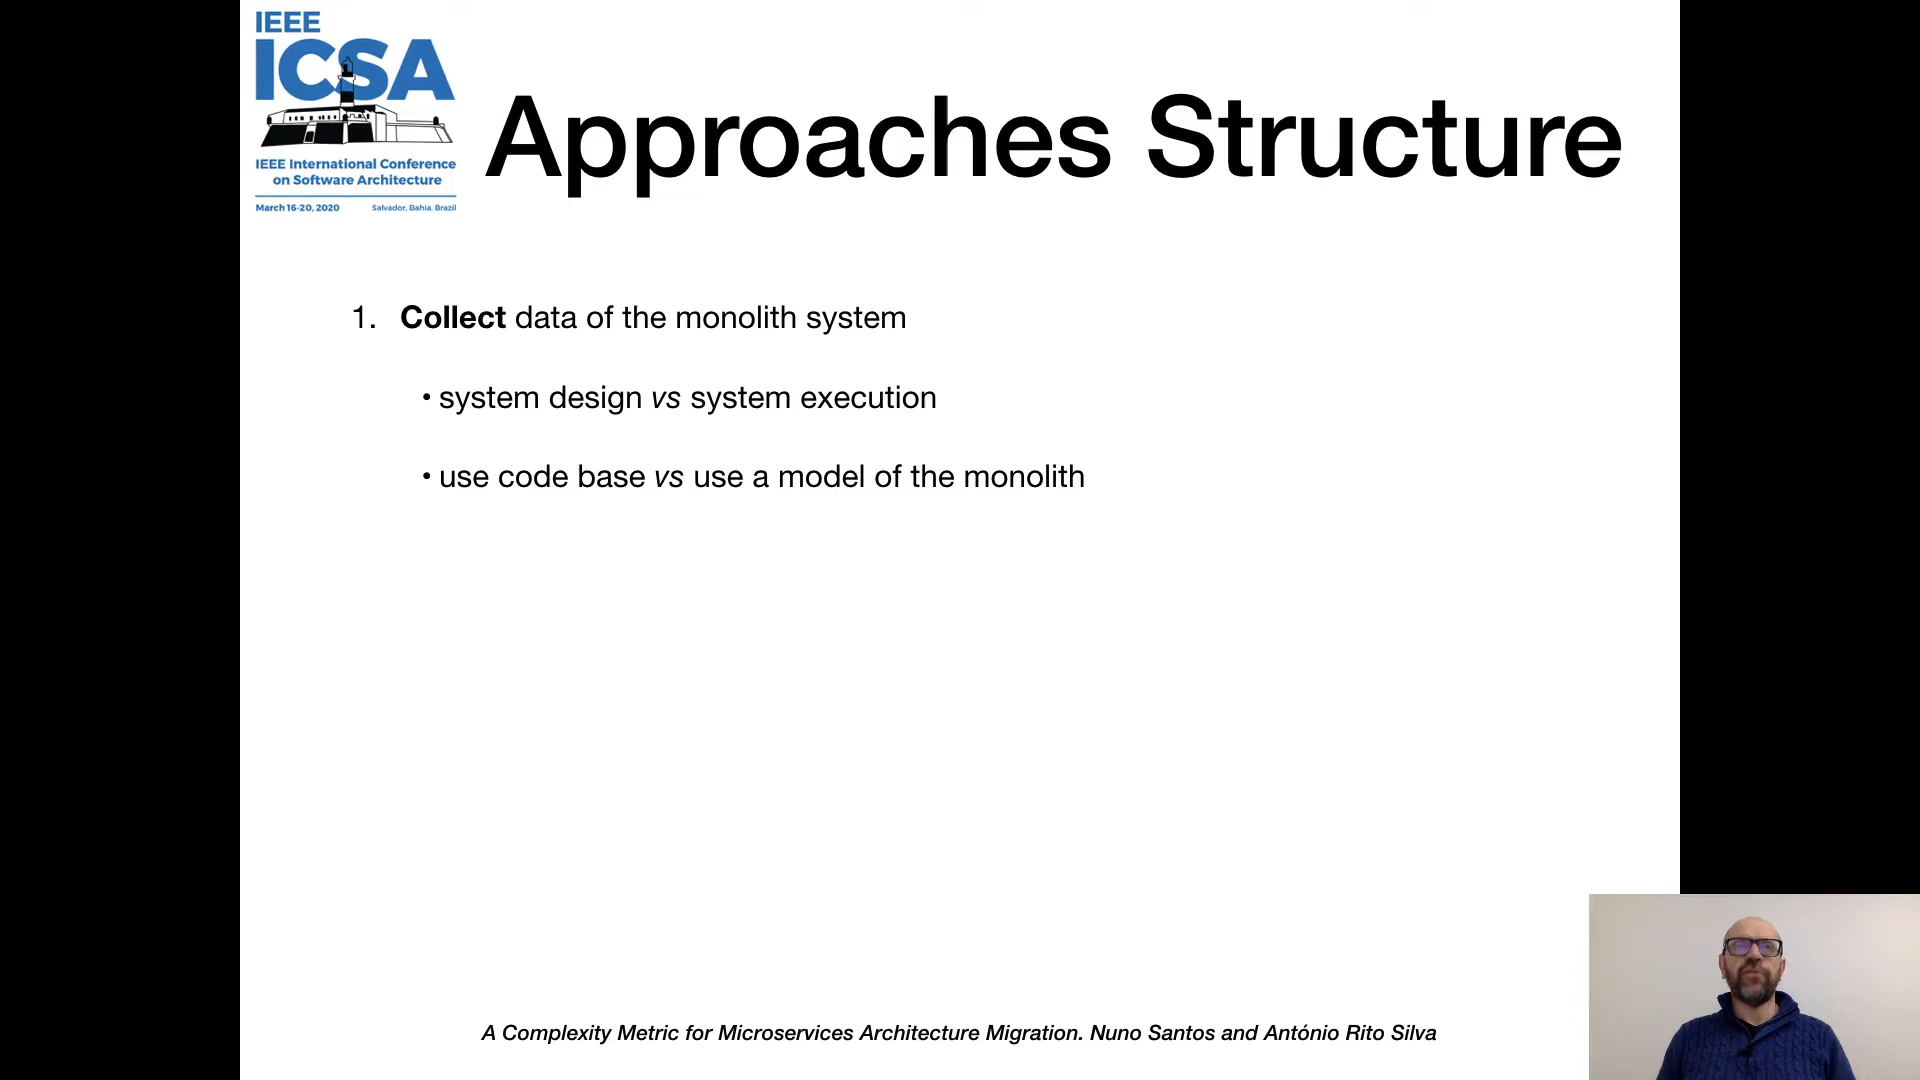 IEEE
ICSA
IEEE International Conference
on Software Architecture
March 16-20, 2020 Salvador, Bahia, Brazil
Approaches Structure
1. Collect data of the monolith system
• system design vs system execution
• use code base vs use a model of the monolith
A Complexity Metric for Microservices Architecture Migration. Nuno Santos and António Rito Silva